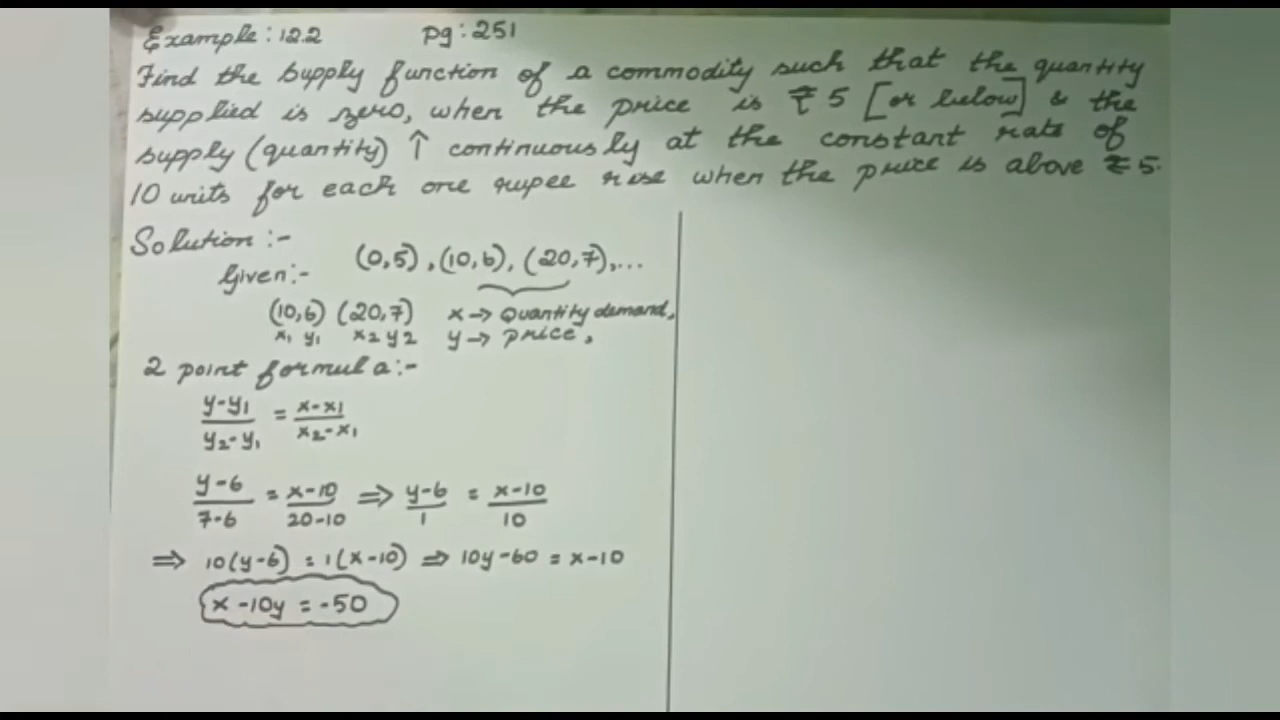 Example: 12.2 pg: 251
Find the supply function of a commodity such that the quantity
supplied is zero, when the price is ₹ 5 [or below] & the
supply (quantity) ↑ continuously at the constant rate of
10 units for each one rupee rise when the price is above ₹ 5.
Solution :-
Given:- (0,5), (10,6), (20,7), ...
(10,6) (20,7) x → Quantity demand,
x₁ y₁ x₂ y₂ y → price,
2 point formula:-
y-y₁ / y₂-y₁ = x-x₁ / x₂-x₁
y-6 / 7-6 = x-10 / 20-10 ⇒ y-6 / 1 = x-10 / 10
⇒ 10(y-6) = 1(x-10) ⇒ 10y-60 = x-10
x -10y = -50